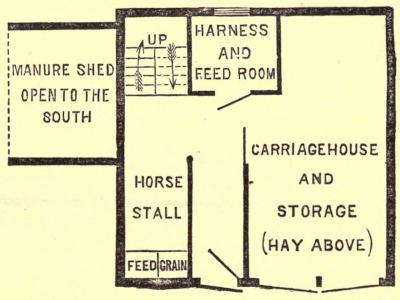 UP
HARNESS
AND
FEED ROOM
MANURE SHED
OPEN TO THE
SOUTH
HORSE
STALL
CARRIAGEHOUSE
AND
STORAGE
(HAY ABOVE)
FEED GRAIN